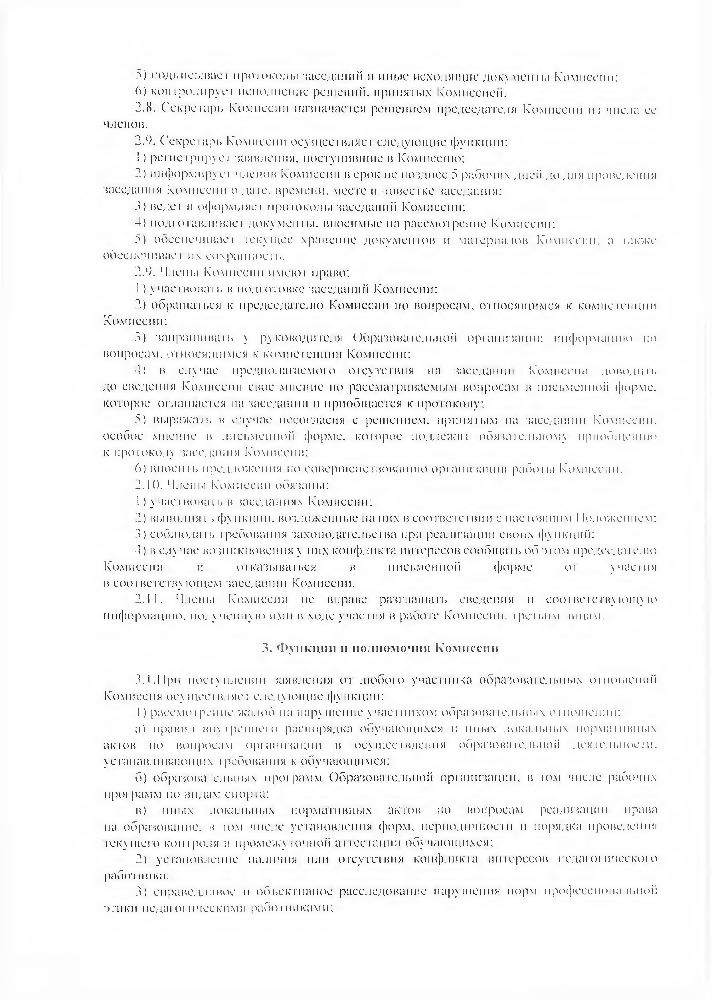 5) подписывает протоколы заседаний и иные исходящие документы Комиссии;
6) контролирует исполнение решений, принятых Комиссией.
2.8. Секретарь Комиссии назначается решением председателя Комиссии из числа ее
членов.
2.9. Секретарь Комиссии осуществляет следующие функции:
1) регистрирует заявления, поступившие в Комиссию;
2) информирует членов Комиссии в срок не позднее 5 рабочих дней до дня проведения
заседания Комиссии о дате, времени, месте и повестке заседания;
3) ведет и оформляет протоколы заседаний Комиссии;
4) подготавливает документы, вносимые на рассмотрение Комиссии;
5) обеспечивает текущее хранение документов и материалов Комиссии, а также
обеспечивает их сохранность.
2.9. Члены Комиссии имеют право:
1) участвовать в подготовке заседаний Комиссии;
2) обращаться к председателю Комиссии по вопросам, относящимся к компетенции
Комиссии;
3) запрашивать у руководителя Образовательной организации информацию по
вопросам, относящимся к компетенции Комиссии;
4) в случае предполагаемого отсутствия на заседании Комиссии доводить
до сведения Комиссии свое мнение по рассматриваемым вопросам в письменной форме,
которое оглашается на заседании и приобщается к протоколу;
5) выражать в случае несогласия с решением, принятым на заседании Комиссии,
особое мнение в письменной форме, которое подлежит обязательному приобщению
к протоколу заседания Комиссии;
6) вносить предложения по совершенствованию организации работы Комиссии.
2.10. Члены Комиссии обязаны:
1) участвовать в заседаниях Комиссии;
2) выполнять функции, возложенные на них в соответствии с настоящим Положением;
3) соблюдать требования законодательства при реализации своих функций;
4) в случае возникновения у них конфликта интересов сообщать об этом председателю
Комиссии и отказываться в письменной форме от участия
в соответствующем заседании Комиссии.
2.11. Члены Комиссии не вправе разглашать сведения и соответствующую
информацию, полученную ими в ходе участия в работе Комиссии, третьим лицам.
3. Функции и полномочия Комиссии
3.1.При поступлении заявления от любого участника образовательных отношений
Комиссия осуществляет следующие функции:
1) рассмотрение жалоб на нарушение участником образовательных отношений:
а) правил внутреннего распорядка обучающихся и иных локальных нормативных
актов по вопросам организации и осуществления образовательной деятельности,
устанавливающих требования к обучающимся;
б) образовательных программ Образовательной организации, в том числе рабочих
программ по видам спорта;
в) иных локальных нормативных актов по вопросам реализации права
на образование, в том числе установления форм, периодичности и порядка проведения
текущего контроля и промежуточной аттестации обучающихся;
2) установление наличия или отсутствия конфликта интересов педагогического
работника;
3) справедливое и объективное расследование нарушения норм профессиональной
этики педагогическими работниками;